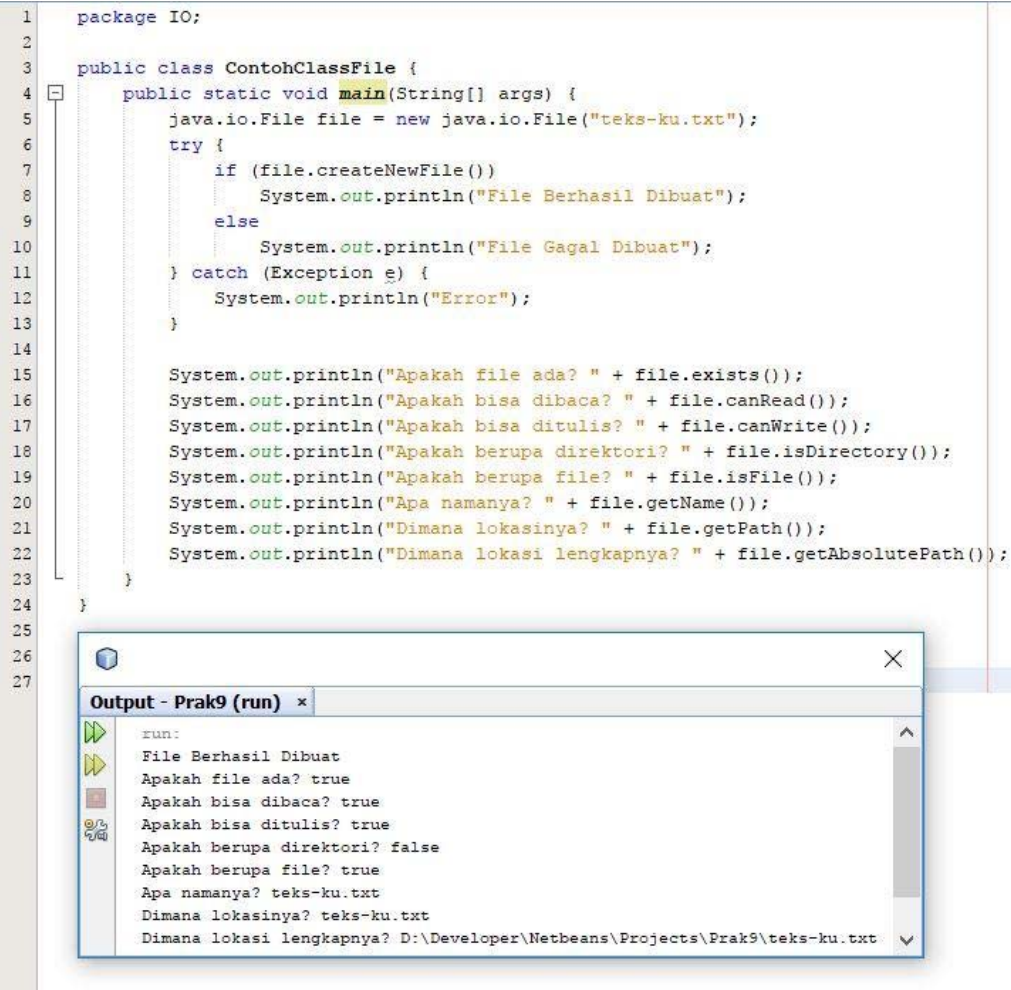 1 package IO;
2
3 public class ContohClassFile {
4 public static void main(String[] args) {
5 java.io.File file = new java.io.File("teks-ku.txt");
6 try {
7 if (file.createNewFile())
8 System.out.println("File Berhasil Dibuat");
9 else
10 System.out.println("File Gagal Dibuat");
11 } catch (Exception e) {
12 System.out.println("Error");
13 }
14
15 System.out.println("Apakah file ada? " + file.exists());
16 System.out.println("Apakah bisa dibaca? " + file.canRead());
17 System.out.println("Apakah bisa ditulis? " + file.canWrite());
18 System.out.println("Apakah berupa direktori? " + file.isDirectory());
19 System.out.println("Apakah berupa file? " + file.isFile());
20 System.out.println("Apa namanya? " + file.getName());
21 System.out.println("Dimana lokasinya? " + file.getPath());
22 System.out.println("Dimana lokasi lengkapnya? " + file.getAbsolutePath());
23 }
24 }
25
26
27
Output - Prak9 (run) ×
run:
File Berhasil Dibuat
Apakah file ada? true
Apakah bisa dibaca? true
Apakah bisa ditulis? true
Apakah berupa direktori? false
Apakah berupa file? true
Apa namanya? teks-ku.txt
Dimana lokasinya? teks-ku.txt
Dimana lokasi lengkapnya? D:\Developer\Netbeans\Projects\Prak9\teks-ku.txt